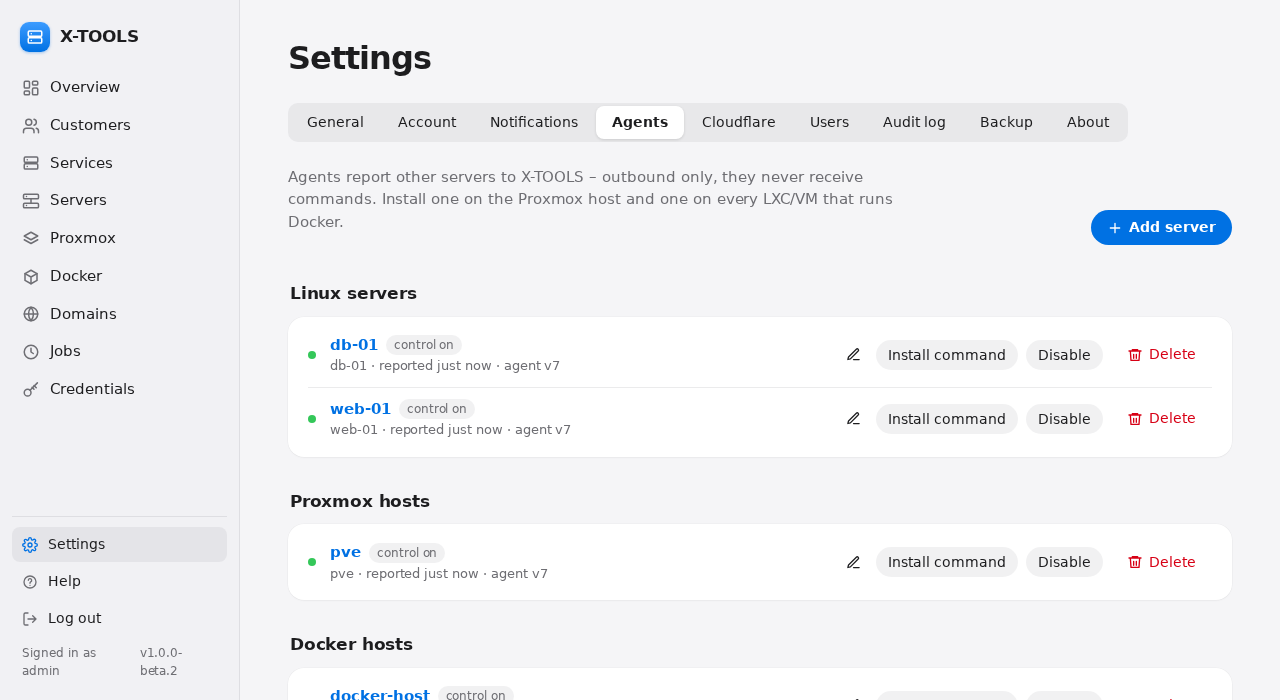 X-TOOLS
Overview
Customers
Services
Servers
Proxmox
Docker
Domains
Jobs
Credentials
Settings
Help
Log out
Signed in as admin
v1.0.0-beta.2
Settings
General Account Notifications Agents Cloudflare Users Audit log Backup About
Agents report other servers to X-TOOLS – outbound only, they never receive
commands. Install one on the Proxmox host and one on every LXC/VM that runs
Docker.
Add server
Linux servers
db-01 control on
db-01 · reported just now · agent v7
Install command Disable Delete
web-01 control on
web-01 · reported just now · agent v7
Install command Disable Delete
Proxmox hosts
pve control on
pve · reported just now · agent v7
Install command Disable Delete
Docker hosts
docker-host control on